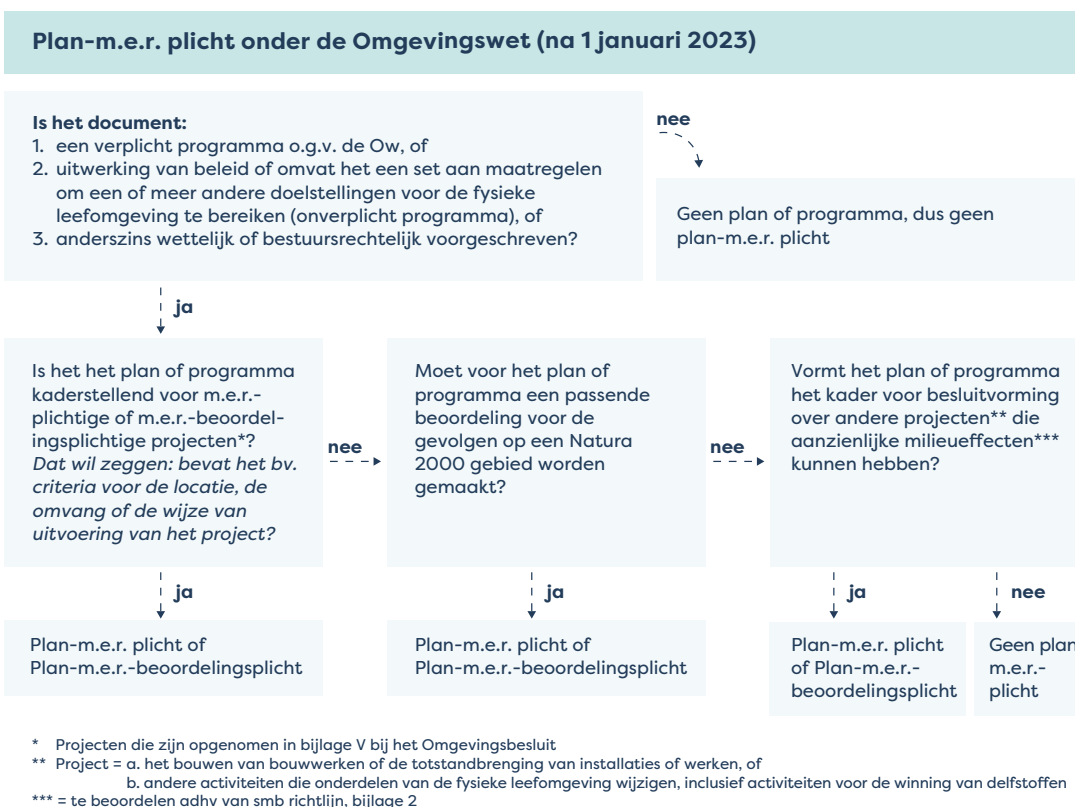 Plan-m.e.r. plicht onder de Omgevingswet (na 1 januari 2023)
Is het document:
1. een verplicht programma o.g.v. de Ow, of
2. uitwerking van beleid of omvat het een set aan maatregelen
om een of meer andere doelstellingen voor de fysieke
leefomgeving te bereiken (onverplicht programma), of
3. anderszins wettelijk of bestuursrechtelijk voorgeschreven?
nee
Geen plan of programma, dus geen
plan-m.e.r. plicht
ja
Is het het plan of programma
kaderstellend voor m.e.r.-
plichtige of m.e.r.-beoordel-
ingsplichtige projecten*?
Dat wil zeggen: bevat het bv.
criteria voor de locatie, de
omvang of de wijze van
uitvoering van het project?
nee
Moet voor het plan of
programma een passende
beoordeling voor de
gevolgen op een Natura
2000 gebied worden
gemaakt?
nee
Vormt het plan of programma
het kader voor besluitvorming
over andere projecten** die
aanzienlijke milieueffecten***
kunnen hebben?
ja
ja
ja
nee
Plan-m.e.r. plicht of
Plan-m.e.r.-beoordelingsplicht
Plan-m.e.r. plicht of
Plan-m.e.r.-beoordelingsplicht
Plan-m.e.r. plicht
of Plan-m.e.r.-
beoordelingsplicht
Geen plan
m.e.r.-
plicht
* Projecten die zijn opgenomen in bijlage V bij het Omgevingsbesluit
** Project = a. het bouwen van bouwwerken of de totstandbrenging van installaties of werken, of
b. andere activiteiten die onderdelen van de fysieke leefomgeving wijzigen, inclusief activiteiten voor de winning van delfstoffen
*** = te beoordelen adhv van smb richtlijn, bijlage 2